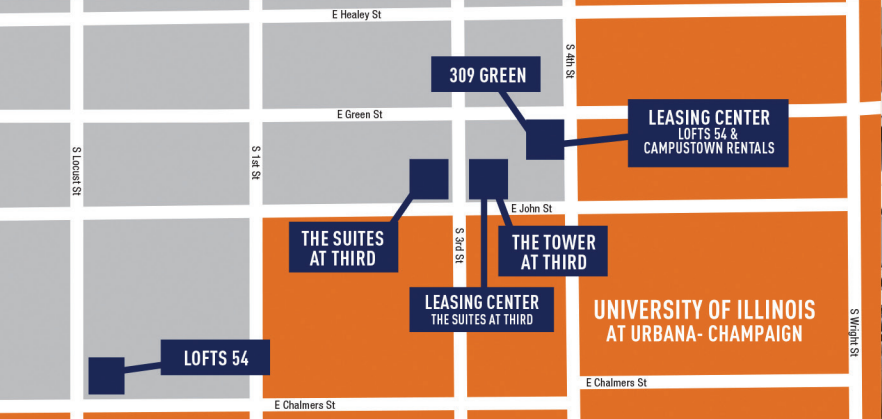 E Healey St
S 4th St
309 GREEN
E Green St
LEASING CENTER
LOFTS 54 &
CAMPUSTOWN RENTALS
S Locust St
S 1st St
E John St
THE SUITES
AT THIRD
S 3rd St
THE TOWER
AT THIRD
LEASING CENTER
THE SUITES AT THIRD
UNIVERSITY OF ILLINOIS
AT URBANA- CHAMPAIGN
S Wright St
LOFTS 54
E Chalmers St
E Chalmers St